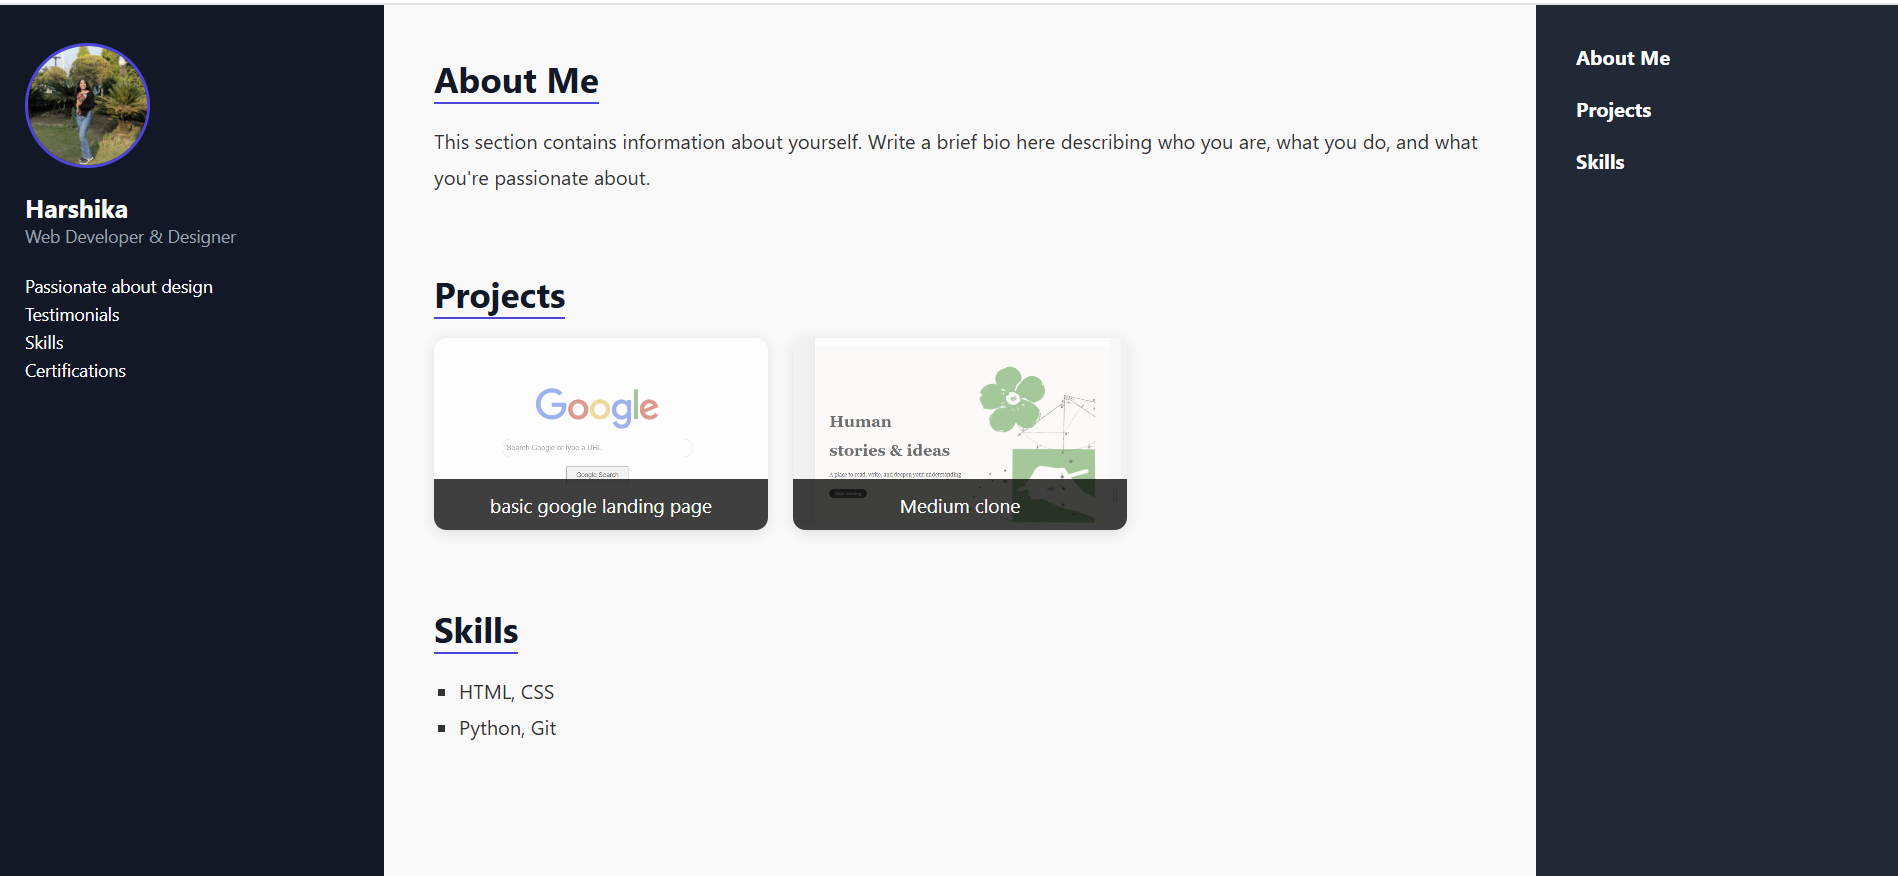 Harshika
Web Developer & Designer
Passionate about design
Testimonials
Skills
Certifications
About Me
This section contains information about yourself. Write a brief bio here describing who you are, what you do, and what
you're passionate about.
Projects
Google
Search Google or type a URL
Google Search
basic google landing page
Human
stories & ideas
A place to read, write, and deepen your understanding
Start reading
Medium clone
Skills
HTML, CSS
Python, Git
About Me
Projects
Skills